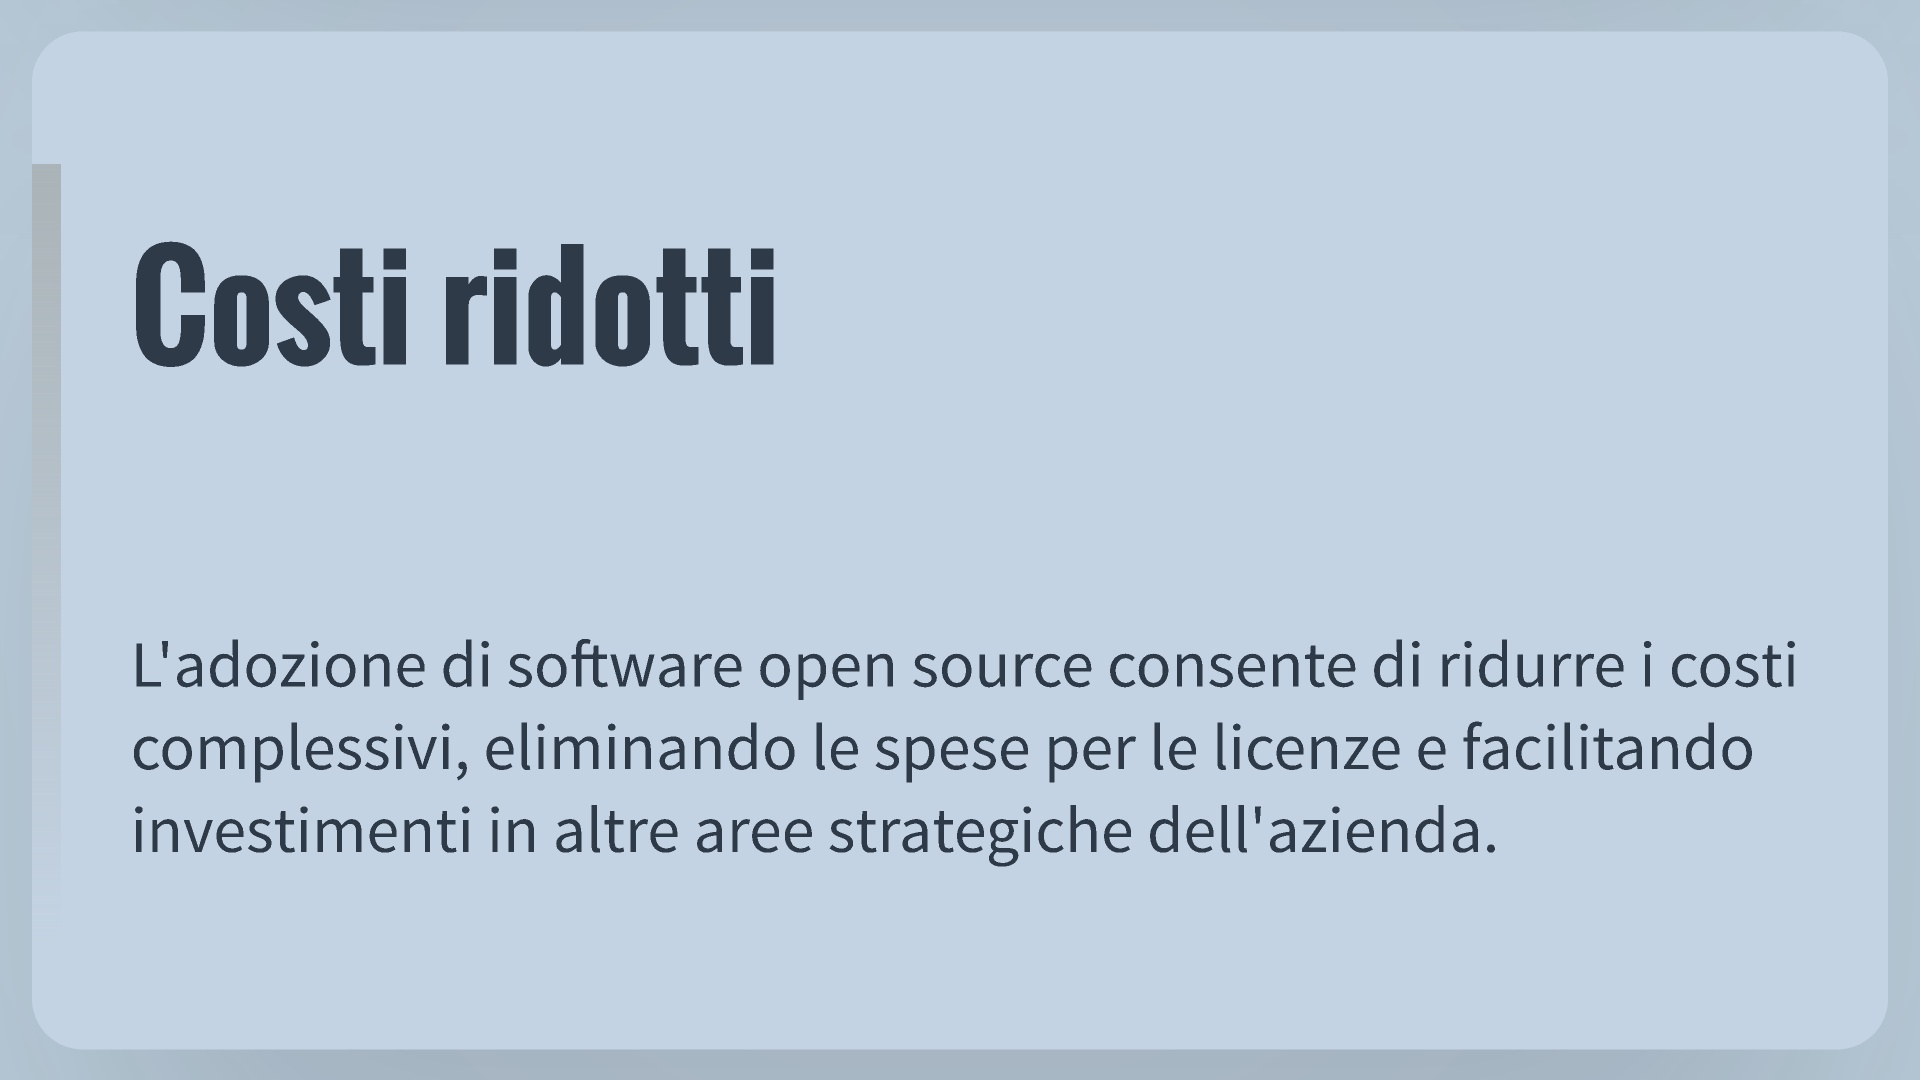 Costi ridotti
L'adozione di software open source consente di ridurre i costi
complessivi, eliminando le spese per le licenze e facilitando
investimenti in altre aree strategiche dell'azienda.